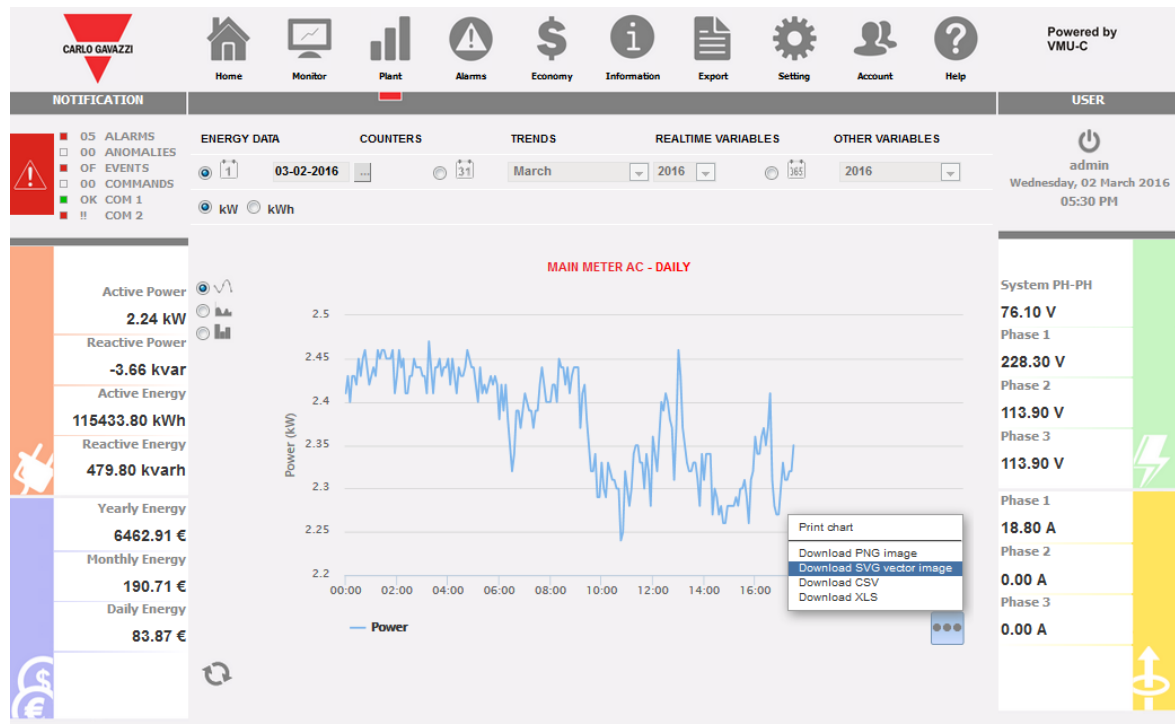 CARLO GAVAZZI
Home Monitor Plant Alarms Economy Information Export Setting Account Help
Powered by
VMU-C
NOTIFICATION
USER
05 ALARMS
00 ANOMALIES
OF EVENTS
00 COMMANDS
OK COM 1
!! COM 2
ENERGY DATA COUNTERS TRENDS REALTIME VARIABLES OTHER VARIABLES
1 03-02-2016 ... 31 March 2016 365 2016
kW kWh
admin
Wednesday, 02 March 2016
05:30 PM
Active Power
2.24 kW
Reactive Power
-3.66 kvar
Active Energy
115433.80 kWh
Reactive Energy
479.80 kvarh
Yearly Energy
6462.91 €
Monthly Energy
190.71 €
Daily Energy
83.87 €
MAIN METER AC - DAILY
Power (kW)
2.5
2.45
2.4
2.35
2.3
2.25
2.2
00:00 02:00 04:00 06:00 08:00 10:00 12:00 14:00 16:00
Power
Print chart
Download PNG image
Download SVG vector image
Download CSV
Download XLS
System PH-PH
76.10 V
Phase 1
228.30 V
Phase 2
113.90 V
Phase 3
113.90 V
Phase 1
18.80 A
Phase 2
0.00 A
Phase 3
0.00 A